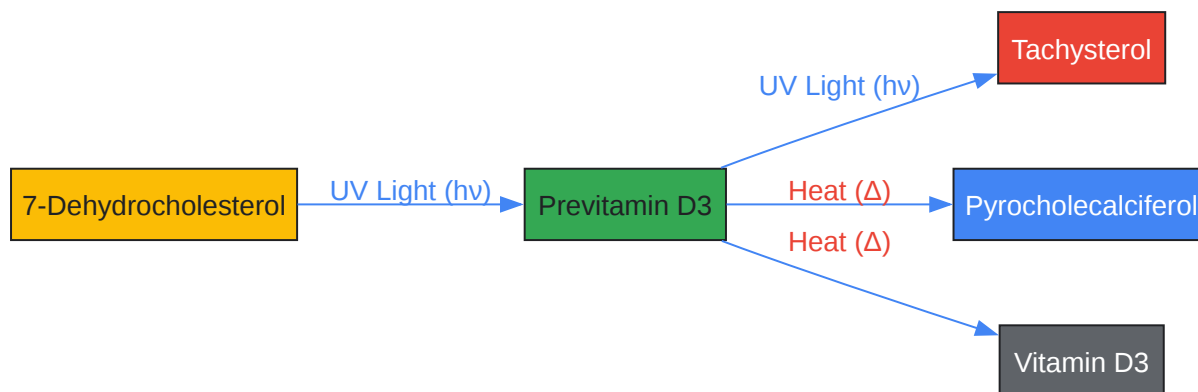 Tachysterol
UV Light (hν)
7-Dehydrocholesterol
UV Light (hν)
Previtamin D3
Heat (Δ)
Pyrocholecalciferol
Heat (Δ)
Vitamin D3